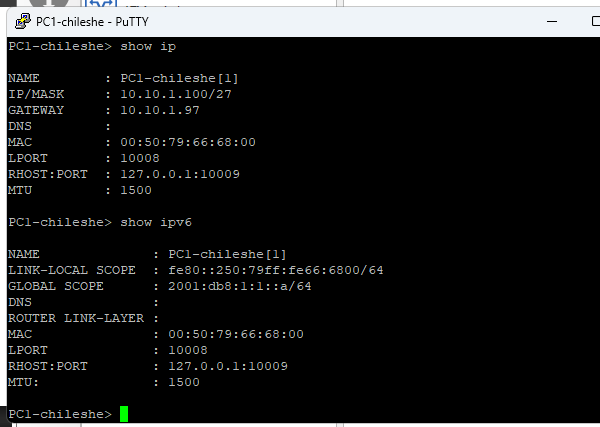 PC1-chileshe - PuTTY
PC1-chileshe> show ip
NAME : PC1-chileshe[1]
IP/MASK : 10.10.1.100/27
GATEWAY : 10.10.1.97
DNS :
MAC : 00:50:79:66:68:00
LPORT : 10008
RHOST:PORT : 127.0.0.1:10009
MTU : 1500
PC1-chileshe> show ipv6
NAME : PC1-chileshe[1]
LINK-LOCAL SCOPE : fe80::250:79ff:fe66:6800/64
GLOBAL SCOPE : 2001:db8:1:1::a/64
DNS :
ROUTER LINK-LAYER :
MAC : 00:50:79:66:68:00
LPORT : 10008
RHOST:PORT : 127.0.0.1:10009
MTU: : 1500
PC1-chileshe>